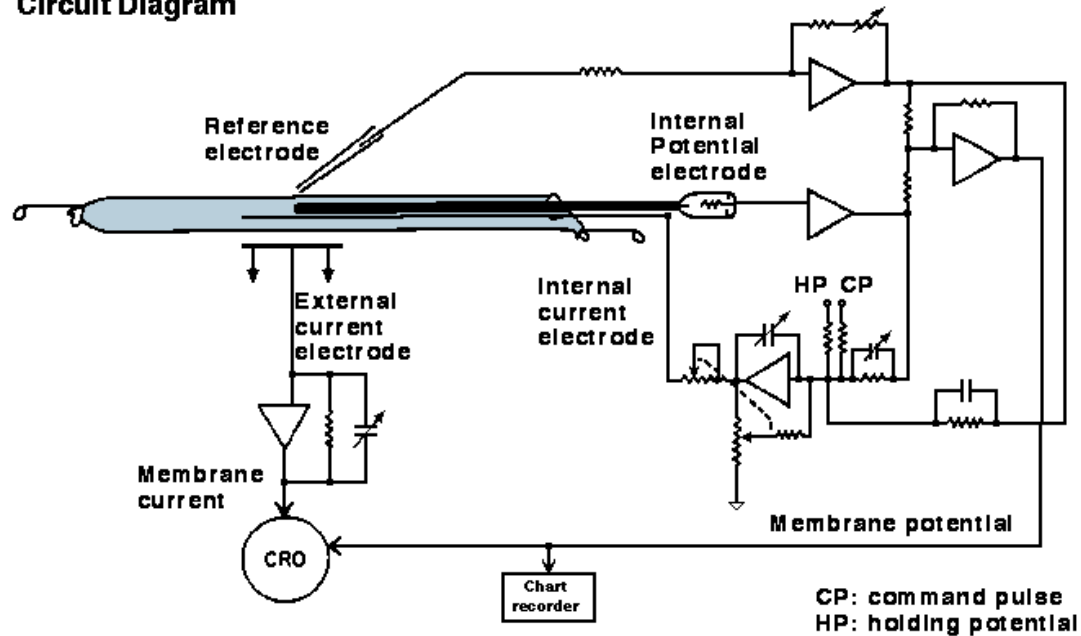 Circuit Diagram
Reference
electrode
Internal
Potential
electrode
HP CP
Internal
current
electrode
External
current
electrode
Membrane
current
Membrane potential
CRO
Chart
recorder
CP: command pulse
HP: holding potential